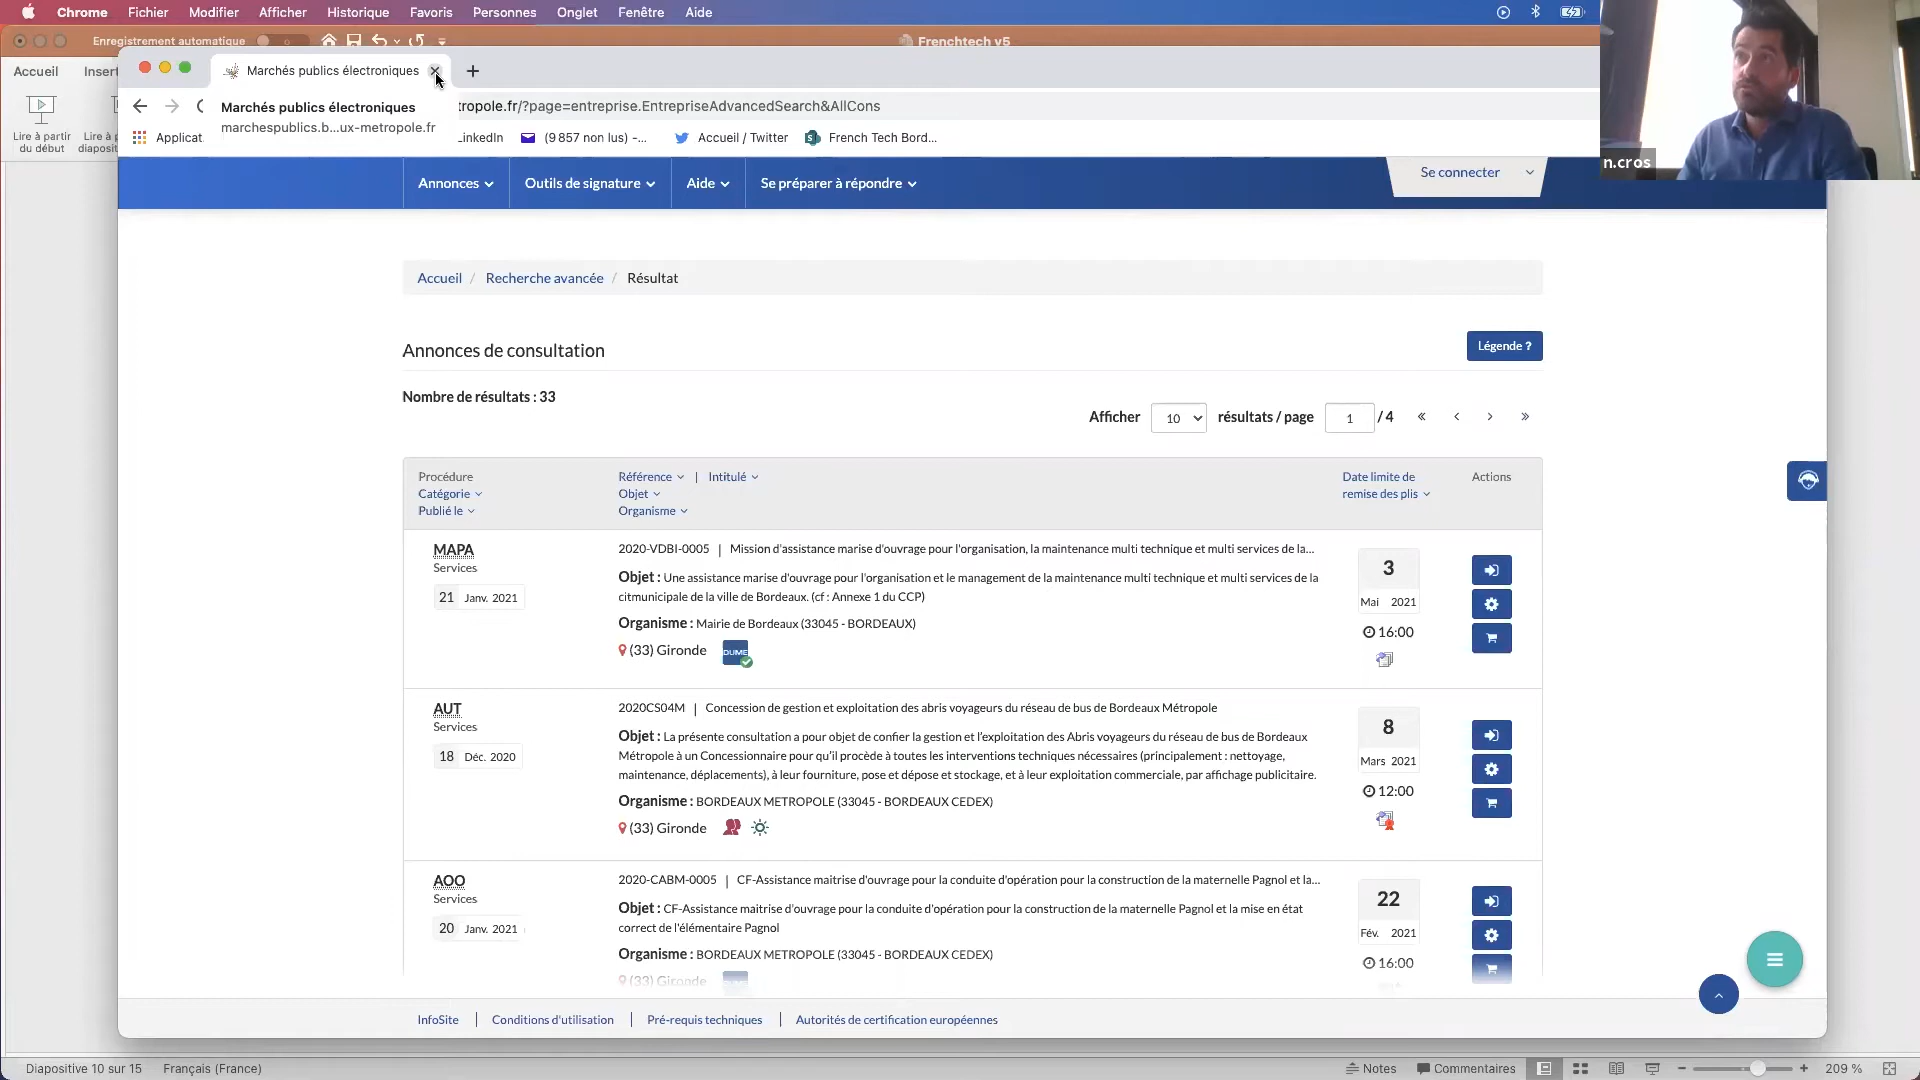 Chrome Fichier Modifier Afficher Historique Favoris Personnes Onglet Fenêtre Aide
Enregistrement automatique Frenchtech v5
Accueil Insert
Marchés publics électroniques
Marchés publics électroniques
marchespublics.b...ux-metropole.fr
tropole.fr/?page=entreprise.EntrepriseAdvancedSearch&AllCons
Applicat LinkedIn (9 857 non lus) -... Accueil / Twitter French Tech Bord...
Lire à partir
du début
Lire à p
diaposit
n.cros
Annonces Outils de signature Aide Se préparer à répondre Se connecter
Accueil / Recherche avancée / Résultat
Annonces de consultation Légende ?
Nombre de résultats : 33
Afficher 10 résultats / page 1 / 4 « ‹ › »
Procédure
Catégorie
Publié le
Référence | Intitulé
Objet
Organisme
Date limite de
remise des plis
Actions
MAPA
Services
21 Janv. 2021
2020-VDBI-0005 | Mission d'assistance marise d'ouvrage pour l'organisation, la maintenance multi technique et multi services de la...
Objet : Une assistance marise d'ouvrage pour l'organisation et le management de la maintenance multi technique et multi services de la
citmunicipale de la ville de Bordeaux. (cf : Annexe 1 du CCP)
Organisme : Mairie de Bordeaux (33045 - BORDEAUX)
(33) Gironde DUME
3
Mai 2021
16:00
AUT
Services
18 Déc. 2020
2020CS04M | Concession de gestion et exploitation des abris voyageurs du réseau de bus de Bordeaux Métropole
Objet : La présente consultation a pour objet de confier la gestion et l'exploitation des Abris voyageurs du réseau de bus de Bordeaux
Métropole à un Concessionnaire pour qu'il procède à toutes les interventions techniques nécessaires (principalement : nettoyage,
maintenance, déplacements), à leur fourniture, pose et dépose et stockage, et à leur exploitation commerciale, par affichage publicitaire.
Organisme : BORDEAUX METROPOLE (33045 - BORDEAUX CEDEX)
(33) Gironde
8
Mars 2021
12:00
AOO
Services
20 Janv. 2021
2020-CABM-0005 | CF-Assistance maitrise d'ouvrage pour la conduite d'opération pour la construction de la maternelle Pagnol et la...
Objet : CF-Assistance maitrise d'ouvrage pour la conduite d'opération pour la construction de la maternelle Pagnol et la mise en état
correct de l'élémentaire Pagnol
Organisme : BORDEAUX METROPOLE (33045 - BORDEAUX CEDEX)
(33) Gironde
22
Fév. 2021
16:00
InfoSite | Conditions d'utilisation | Pré-requis techniques | Autorités de certification européennes
Diapositive 10 sur 15 Français (France) Notes Commentaires 209 %